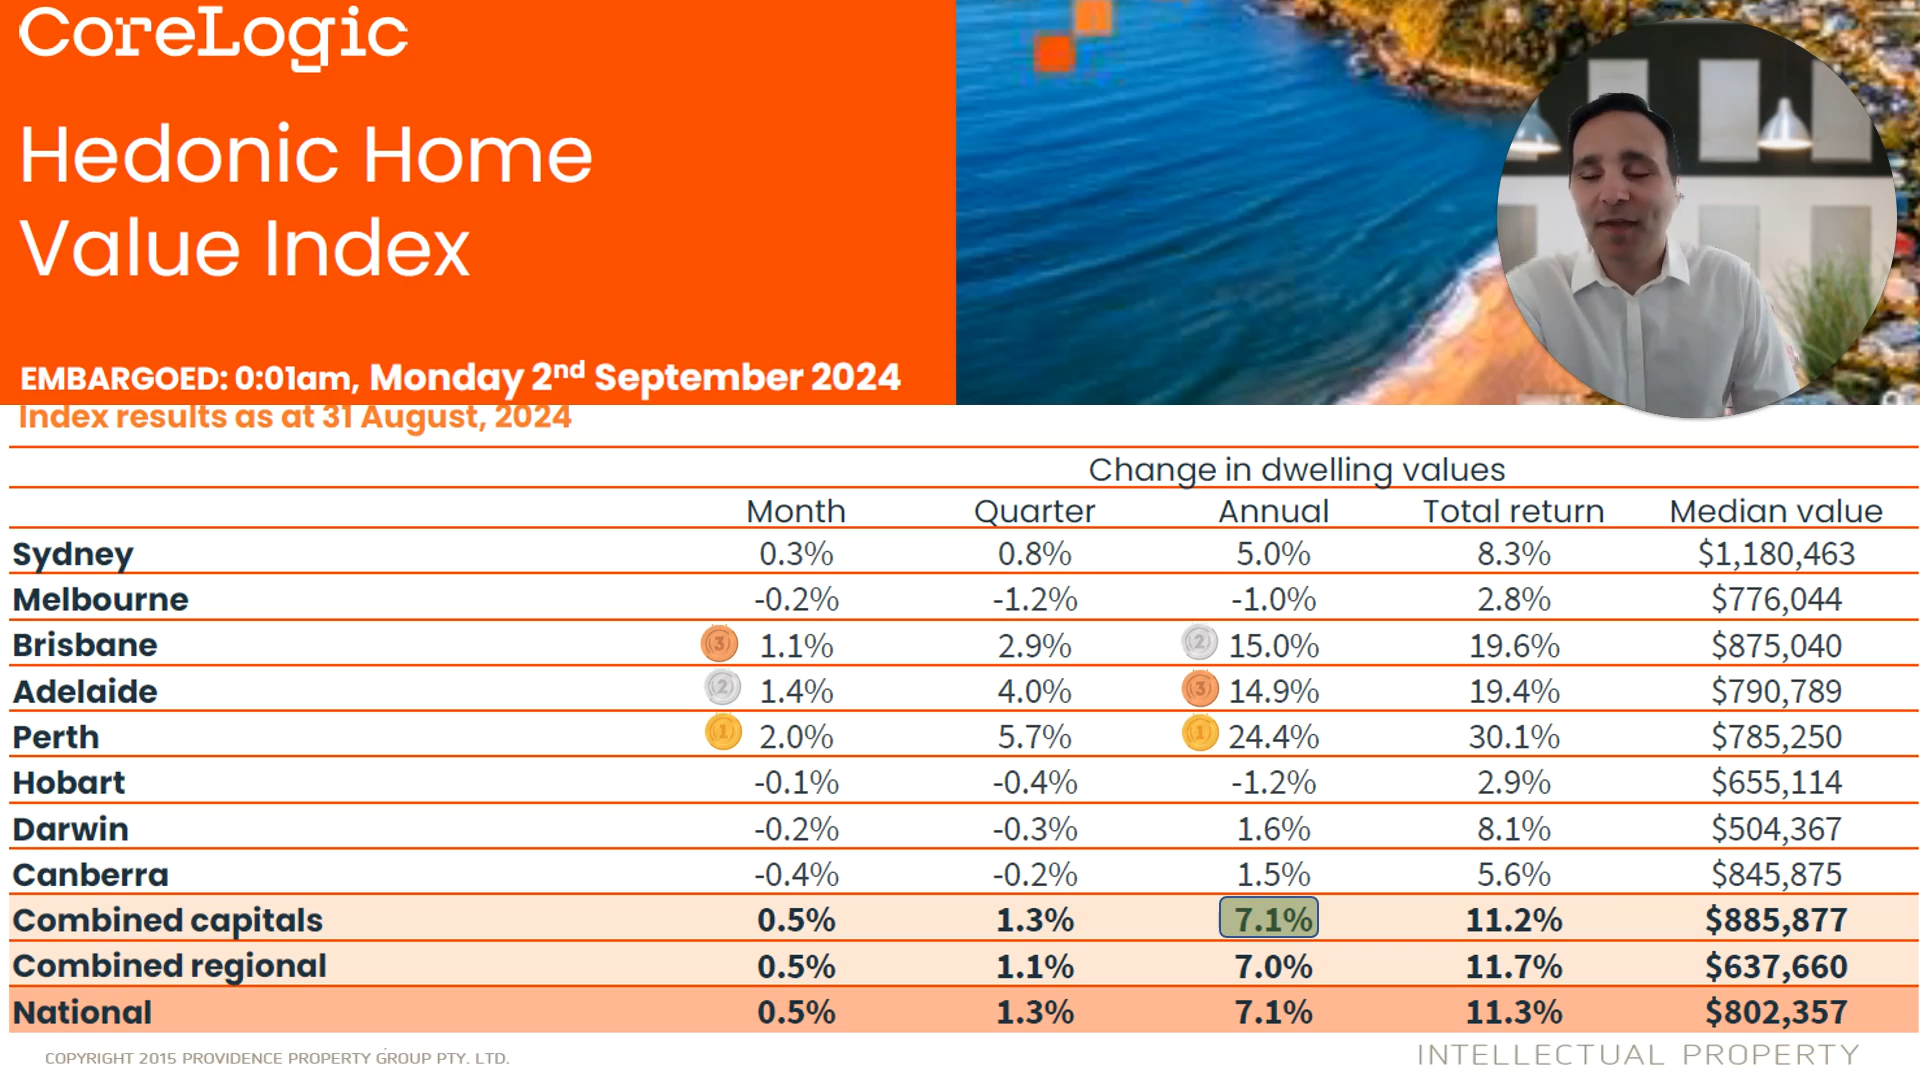 CoreLogic
Hedonic Home
Value Index
EMBARGOED: 0:01am, Monday 2nd September 2024
Index results as at 31 August, 2024
Change in dwelling values
Month Quarter Annual Total return Median value
Sydney 0.3% 0.8% 5.0% 8.3% $1,180,463
Melbourne -0.2% -1.2% -1.0% 2.8% $776,044
Brisbane 3 1.1% 2.9% 2 15.0% 19.6% $875,040
Adelaide 2 1.4% 4.0% 3 14.9% 19.4% $790,789
Perth 1 2.0% 5.7% 1 24.4% 30.1% $785,250
Hobart -0.1% -0.4% -1.2% 2.9% $655,114
Darwin -0.2% -0.3% 1.6% 8.1% $504,367
Canberra -0.4% -0.2% 1.5% 5.6% $845,875
Combined capitals 0.5% 1.3% 7.1% 11.2% $885,877
Combined regional 0.5% 1.1% 7.0% 11.7% $637,660
National 0.5% 1.3% 7.1% 11.3% $802,357
COPYRIGHT 2015 PROVIDENCE PROPERTY GROUP PTY. LTD.
INTELLECTUAL PROPERTY